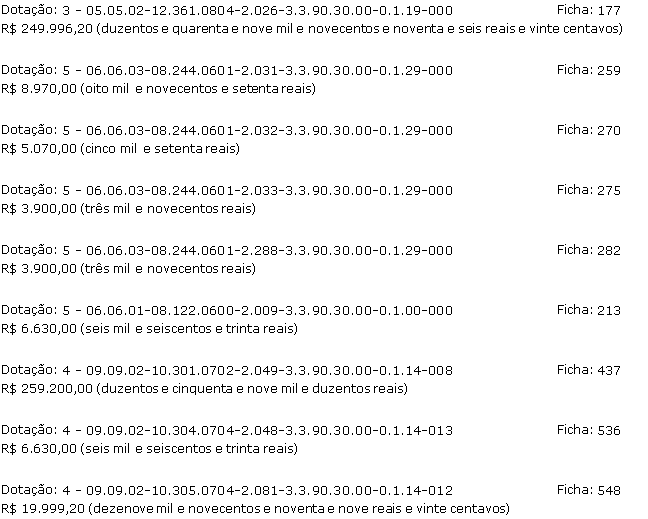 Dotação: 3 - 05.05.02-12.361.0804-2.026-3.3.90.30.00-0.1.19-000 Ficha: 177
R$ 249.996,20 (duzentos e quarenta e nove mil e novecentos e noventa e seis reais e vinte centavos)
Dotação: 5 - 06.06.03-08.244.0601-2.031-3.3.90.30.00-0.1.29-000 Ficha: 259
R$ 8.970,00 (oito mil e novecentos e setenta reais)
Dotação: 5 - 06.06.03-08.244.0601-2.032-3.3.90.30.00-0.1.29-000 Ficha: 270
R$ 5.070,00 (cinco mil e setenta reais)
Dotação: 5 - 06.06.03-08.244.0601-2.033-3.3.90.30.00-0.1.29-000 Ficha: 275
R$ 3.900,00 (três mil e novecentos reais)
Dotação: 5 - 06.06.03-08.244.0601-2.288-3.3.90.30.00-0.1.29-000 Ficha: 282
R$ 3.900,00 (três mil e novecentos reais)
Dotação: 5 - 06.06.01-08.122.0600-2.009-3.3.90.30.00-0.1.00-000 Ficha: 213
R$ 6.630,00 (seis mil e seiscentos e trinta reais)
Dotação: 4 - 09.09.02-10.301.0702-2.049-3.3.90.30.00-0.1.14-008 Ficha: 437
R$ 259.200,00 (duzentos e cinquenta e nove mil e duzentos reais)
Dotação: 4 - 09.09.02-10.304.0704-2.048-3.3.90.30.00-0.1.14-013 Ficha: 536
R$ 6.630,00 (seis mil e seiscentos e trinta reais)
Dotação: 4 - 09.09.02-10.305.0704-2.081-3.3.90.30.00-0.1.14-012 Ficha: 548
R$ 19.999,20 (dezenove mil e novecentos e noventa e nove reais e vinte centavos)